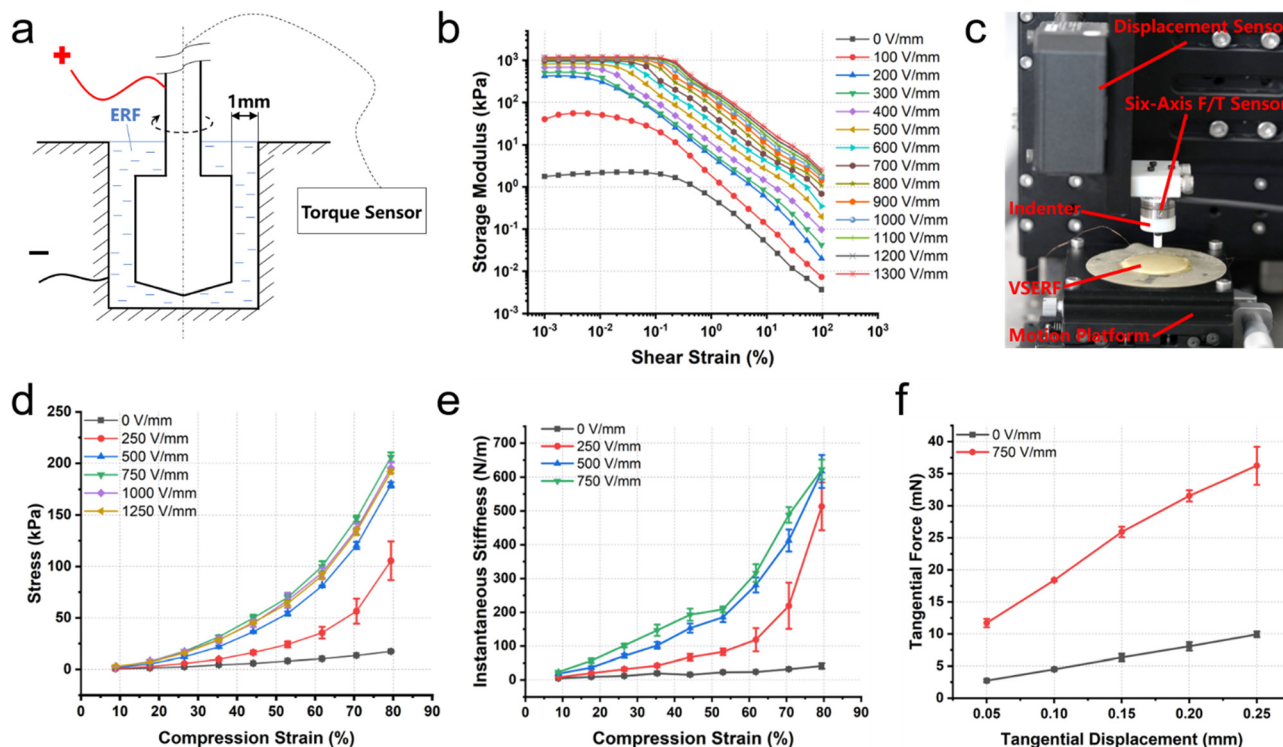 a
+
ERF
1mm
Torque Sensor
−
b
Storage Modulus (kPa)
10³
10³
10²
10¹
10⁰
10⁻¹
10⁻²
10³
10⁻³ 10⁻² 10⁻¹ 10⁰ 10¹ 10² 10³
Shear Strain (%)
0 V/mm
100 V/mm
200 V/mm
300 V/mm
400 V/mm
500 V/mm
600 V/mm
700 V/mm
800 V/mm
900 V/mm
1000 V/mm
1100 V/mm
1200 V/mm
1300 V/mm
c
Displacement Sensor
Six-Axis F/T Sensor
Indenter
VSERF
Motion Platform
d
Stress (kPa)
250
200
150
100
50
0
0 10 20 30 40 50 60 70 80 90
Compression Strain (%)
0 V/mm
250 V/mm
500 V/mm
750 V/mm
1000 V/mm
1250 V/mm
e
Instantaneous Stiffness (N/m)
700
600
500
400
300
200
100
0
0 10 20 30 40 50 60 70 80 90
Compression Strain (%)
0 V/mm
250 V/mm
500 V/mm
750 V/mm
f
Tangential Force (mN)
40
35
30
25
20
15
10
5
0
0.05 0.10 0.15 0.20 0.25
Tangential Displacement (mm)
0 V/mm
750 V/mm